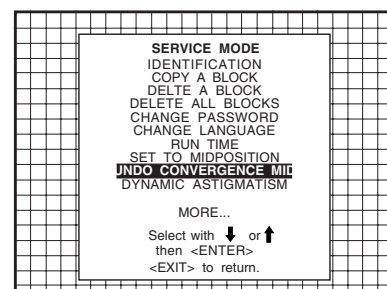 SERVICE MODE
IDENTIFICATION
COPY A BLOCK
DELTE A BLOCK
DELETE ALL BLOCKS
CHANGE PASSWORD
CHANGE LANGUAGE
RUN TIME
SET TO MIDPOSITION
UNDO CONVERGENCE MID
DYNAMIC ASTIGMATISM
MORE...
Select with ⬇ or ⬆
then <ENTER>
<EXIT> to return.